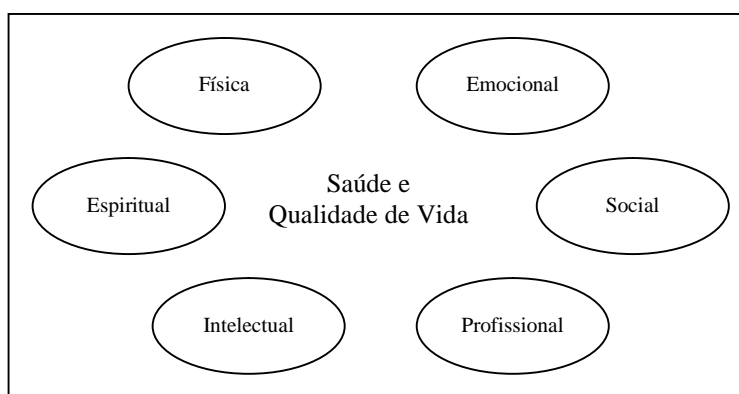 Física
Emocional
Saúde e
Qualidade de Vida
Espiritual
Social
Intelectual
Profissional